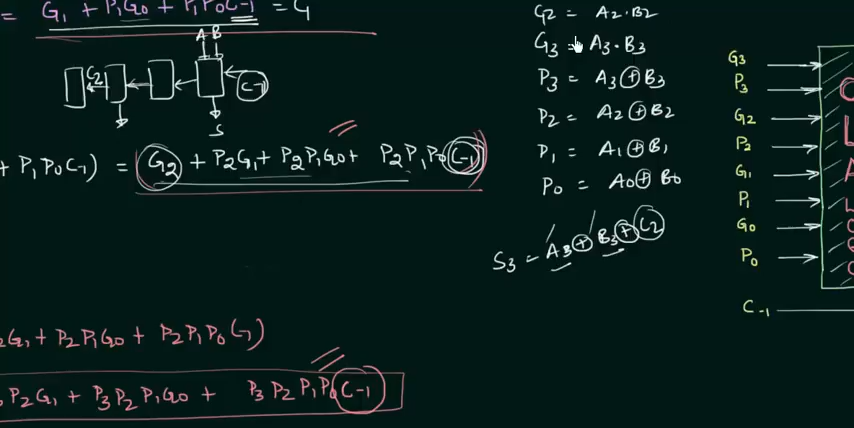 = G₁ + P₁G₀ + P₁P₀C-1 = C₁
A B
C₂
C-1
S
+ P₁P₀C-1) = G₂ + P₂G₁ + P₂P₁G₀ + P₂P₁P₀C-1
G₂ = A₂.B₂
G₃ = A₃.B₃
P₃ = A₃⊕B₃
P₂ = A₂⊕B₂
P₁ = A₁⊕B₁
P₀ = A₀⊕B₀
S₃ = A₃⊕B₃⊕C₂
P₂G₁ + P₂P₁G₀ + P₂P₁P₀C-1)
P₂G₁ + P₃P₂P₁G₀ + P₃P₂P₁P₀C-1
G₃
P₃
G₂
P₂
G₁
P₁
G₀
P₀
C-1
C
L
A